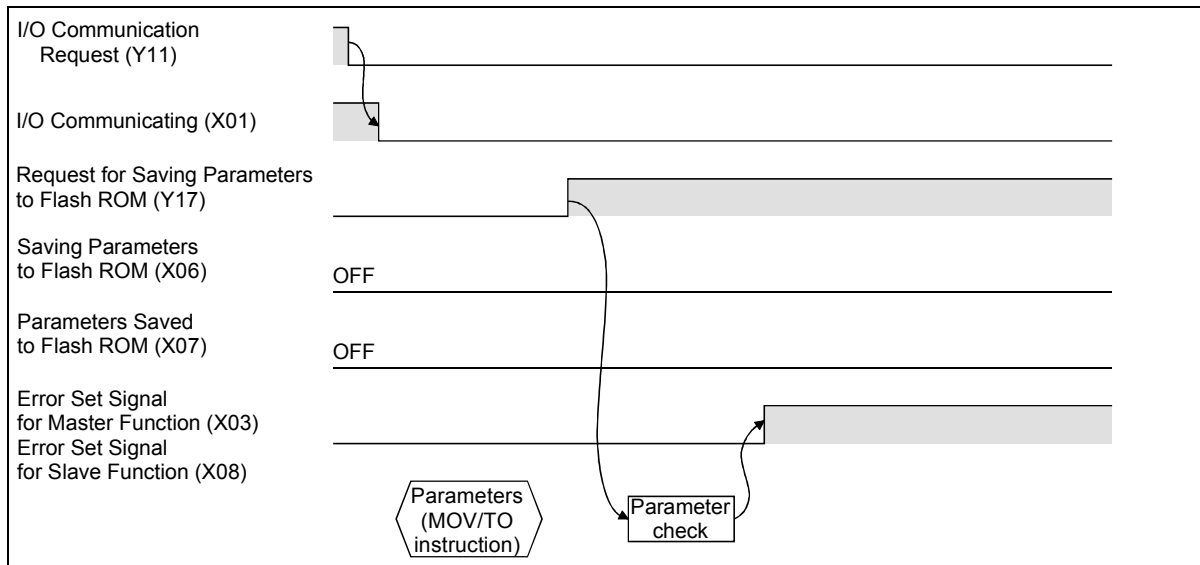 I/O Communication
Request (Y11)
I/O Communicating (X01)
Request for Saving Parameters
to Flash ROM (Y17)
Saving Parameters
to Flash ROM (X06)
OFF
Parameters Saved
to Flash ROM (X07)
OFF
Error Set Signal
for Master Function (X03)
Error Set Signal
for Slave Function (X08)
Parameters
(MOV/TO
instruction)
Parameter
check